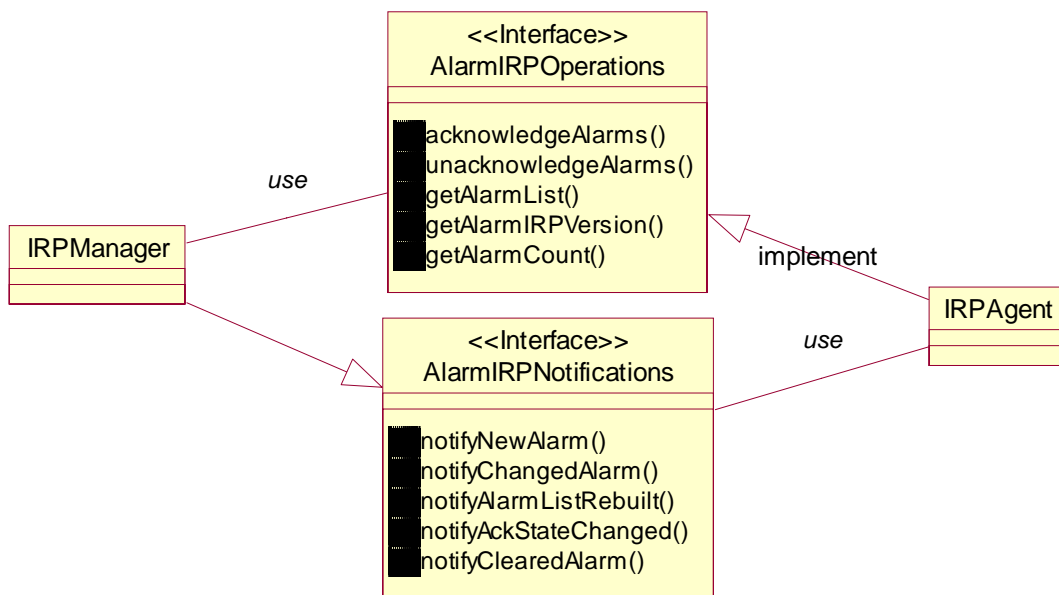 <<Interface>>
AlarmIRPOperations
acknowledgeAlarms()
unacknowledgeAlarms()
getAlarmList()
getAlarmIRPVersion()
getAlarmCount()
use
IRPManager
implement
IRPAgent
<<Interface>>
AlarmIRPNotifications
use
notifyNewAlarm()
notifyChangedAlarm()
notifyAlarmListRebuilt()
notifyAckStateChanged()
notifyClearedAlarm()